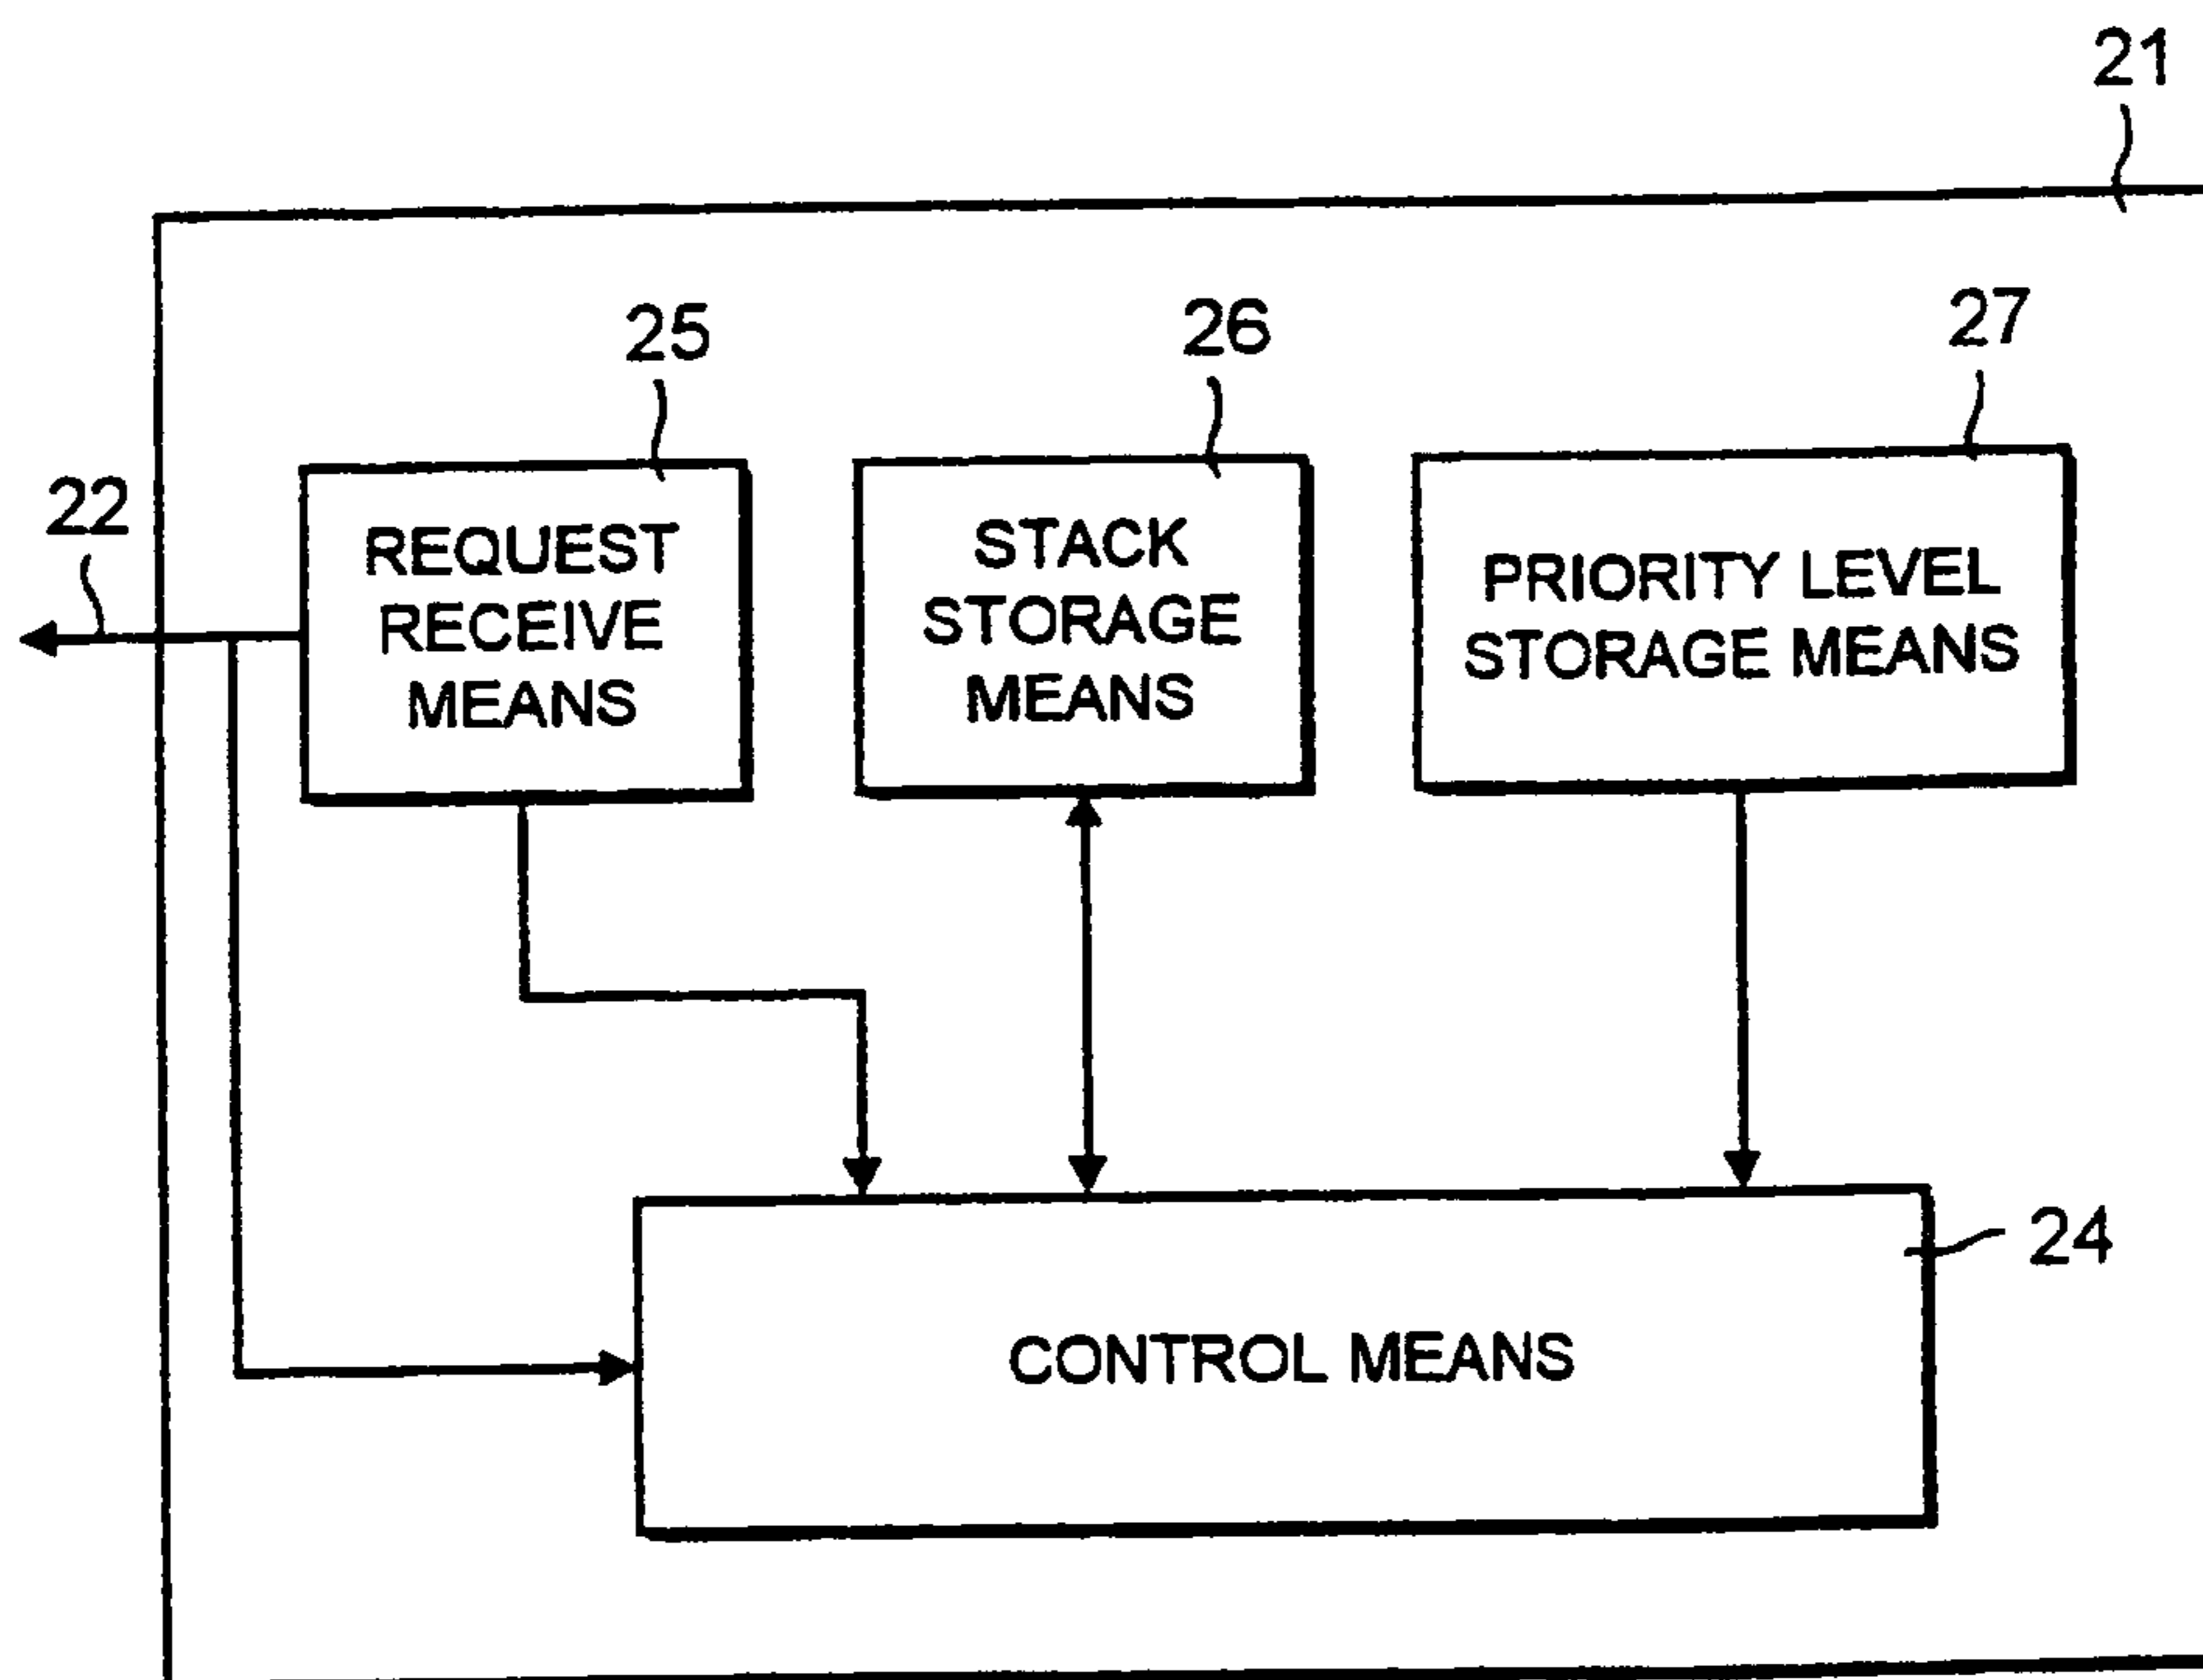 21
25
26
27
22
REQUEST
RECEIVE
MEANS
STACK
STORAGE
MEANS
PRIORITY LEVEL
STORAGE MEANS
24
CONTROL MEANS